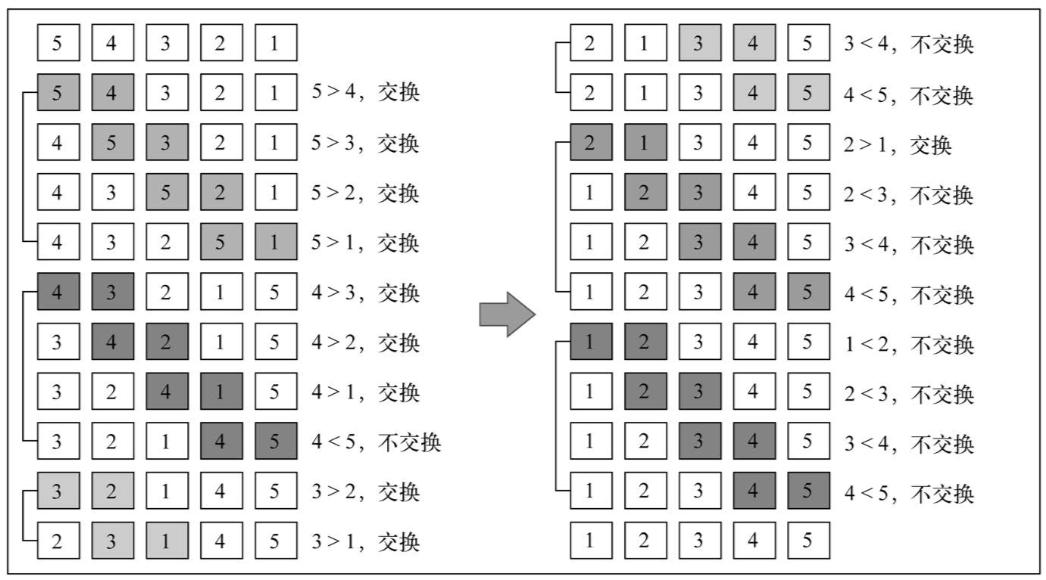 5 4 3 2 1
5 4 3 2 1 5 > 4，交换
4 5 3 2 1 5 > 3，交换
4 3 5 2 1 5 > 2，交换
4 3 2 5 1 5 > 1，交换
4 3 2 1 5 4 > 3，交换
3 4 2 1 5 4 > 2，交换
3 2 4 1 5 4 > 1，交换
3 2 1 4 5 4 < 5，不交换
3 2 1 4 5 3 > 2，交换
2 3 1 4 5 3 > 1，交换
2 1 3 4 5 3 < 4，不交换
2 1 3 4 5 4 < 5，不交换
2 1 3 4 5 2 > 1，交换
1 2 3 4 5 2 < 3，不交换
1 2 3 4 5 3 < 4，不交换
1 2 3 4 5 4 < 5，不交换
1 2 3 4 5 1 < 2，不交换
1 2 3 4 5 2 < 3，不交换
1 2 3 4 5 3 < 4，不交换
1 2 3 4 5 4 < 5，不交换
1 2 3 4 5